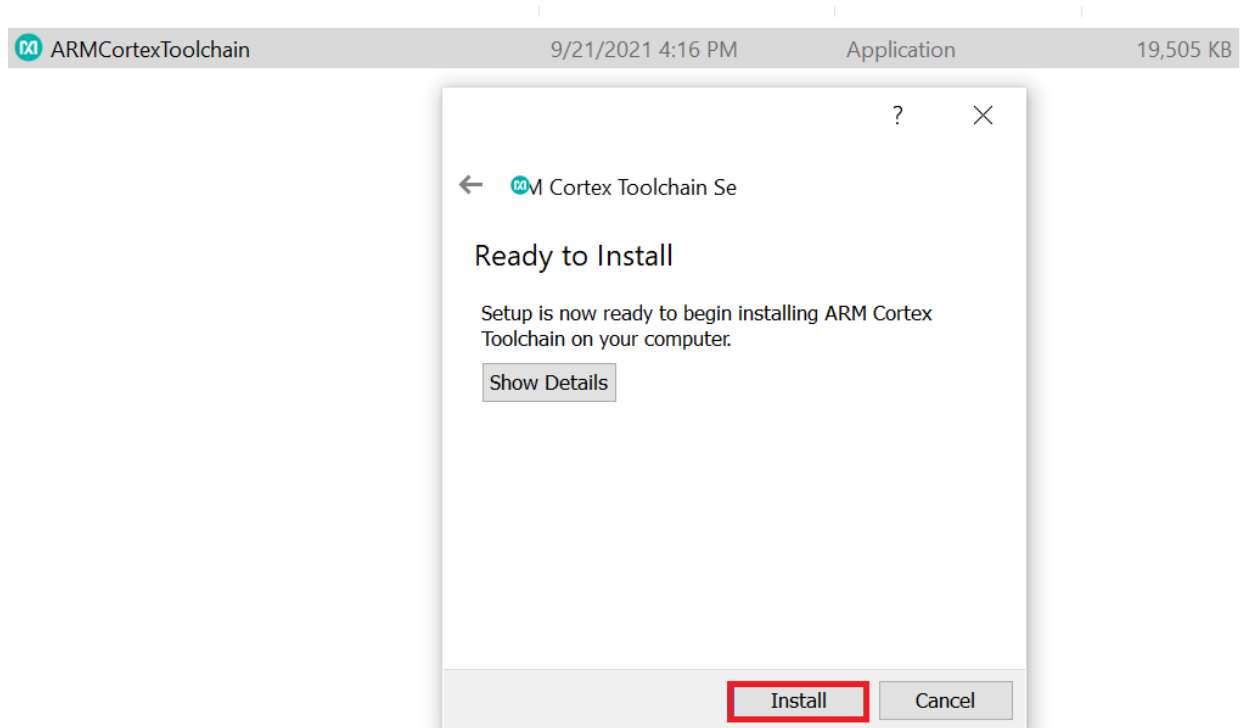 ARMCortexToolchain 9/21/2021 4:16 PM Application 19,505 KB
?
M Cortex Toolchain Se
Ready to Install
Setup is now ready to begin installing ARM Cortex
Toolchain on your computer.
Show Details
Install Cancel